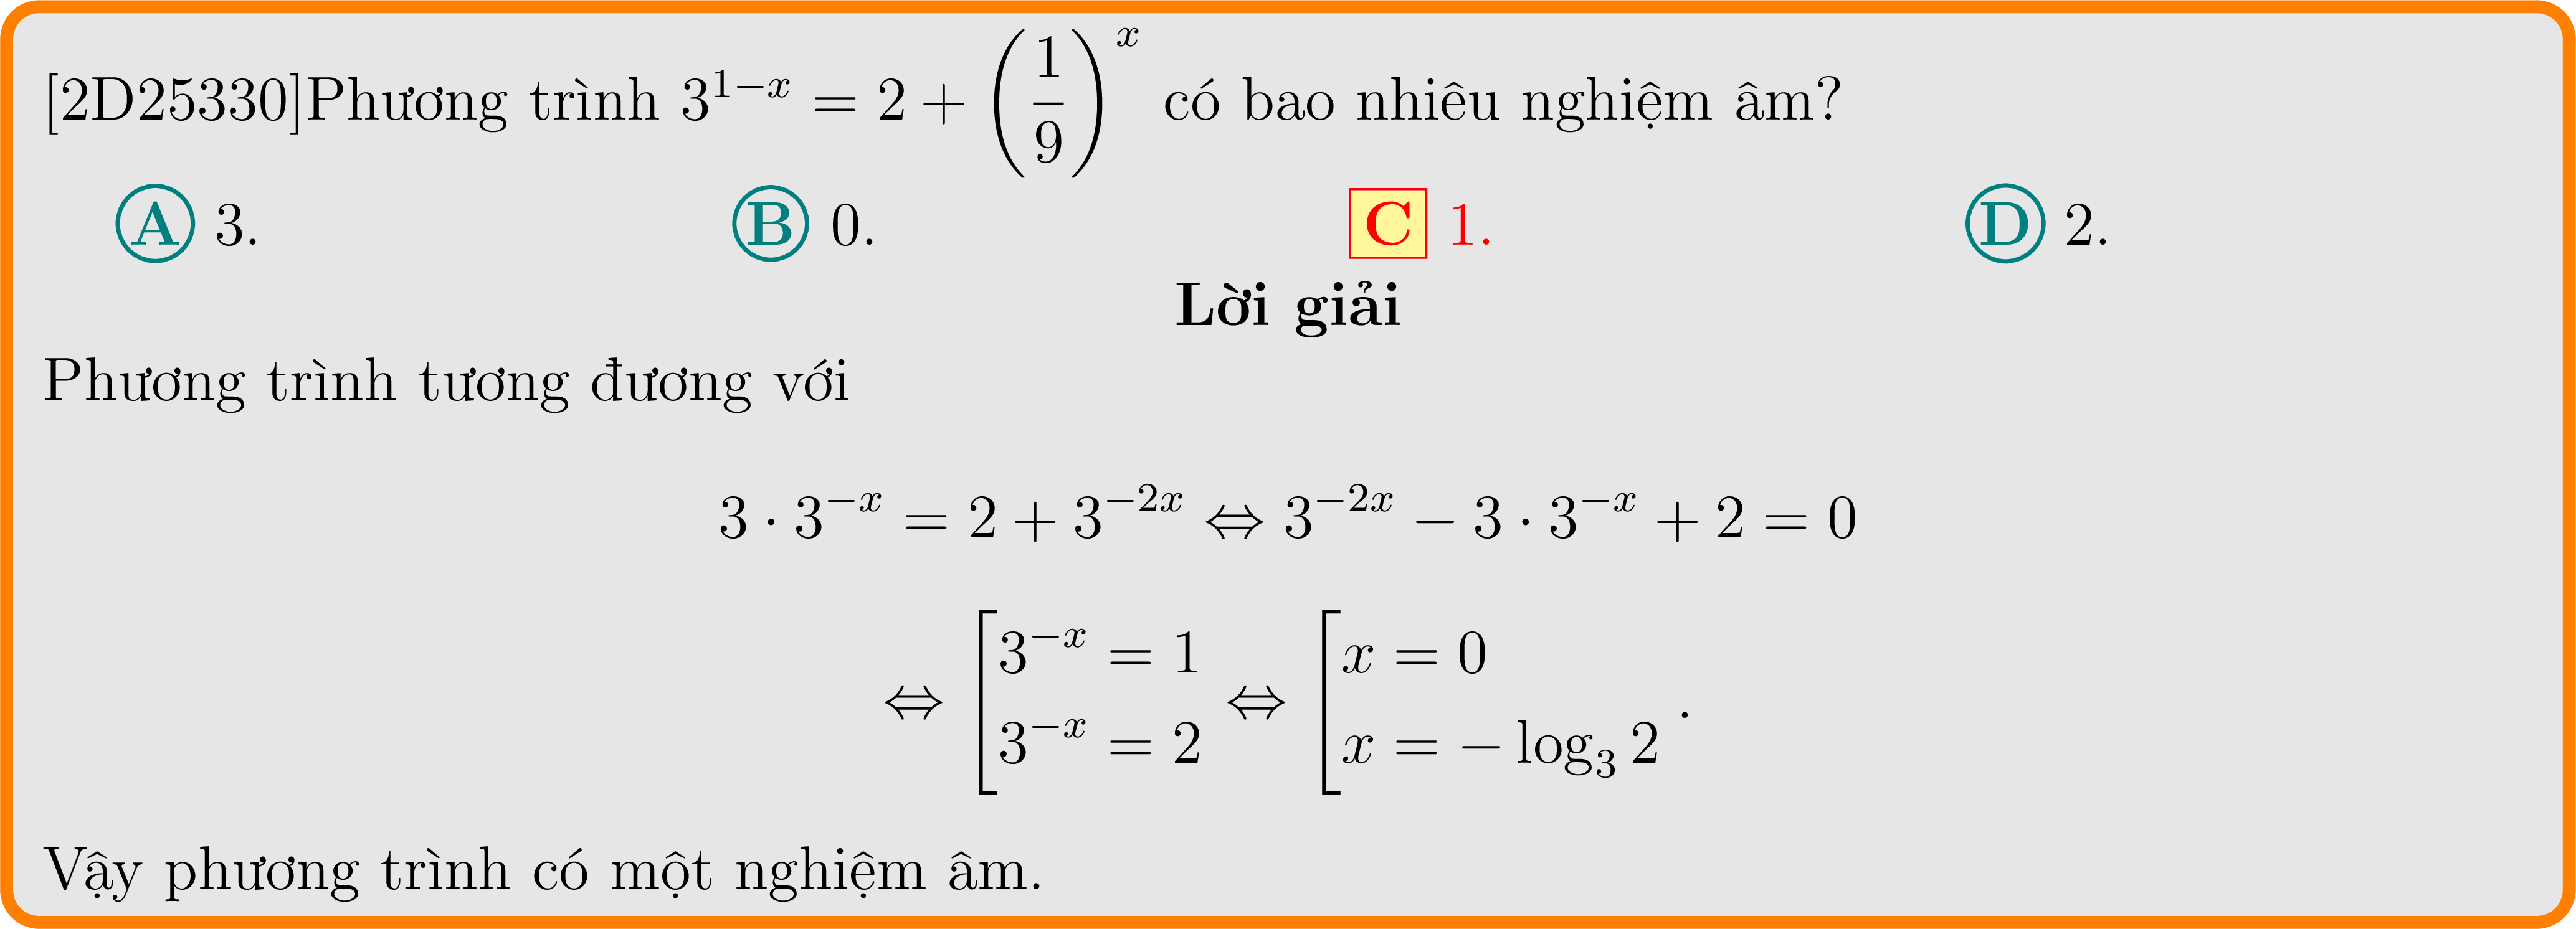 [2D25330]Phương trình $3^{1-x} = 2 + \left(\dfrac{1}{9}\right)^x$ có bao nhiêu nghiệm âm?
A 3. B 0. C 1. D 2.
Lời giải
Phương trình tương đương với
$3 \cdot 3^{-x} = 2 + 3^{-2x} \Leftrightarrow 3^{-2x} - 3 \cdot 3^{-x} + 2 = 0$
$\Leftrightarrow \left[\begin{array}{l} 3^{-x} = 1 \\ 3^{-x} = 2 \end{array}\right. \Leftrightarrow \left[\begin{array}{l} x = 0 \\ x = -\log_3 2 \end{array}\right.$.
Vậy phương trình có một nghiệm âm.